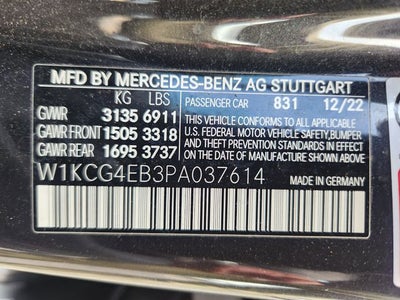 MFD BY MERCEDES-BENZ AG STUTTGART
KG LBS PASSENGER CAR 831 12/22
GVWR 3135 6911 THIS VEHICLE CONFORMS TO ALL APPLICABLE
GAWR FRONT 1505 3318 U.S. FEDERAL MOTOR VEHICLE SAFETY, BUMPER
GAWR REAR 1695 3737 AND THEFT PREVENTION STANDARDS IN EFFECT
ON THE DATE OF MANUFACTURE SHOWN ABOVE.
W1KCG4EB3PA037614 MADE IN GERMANY